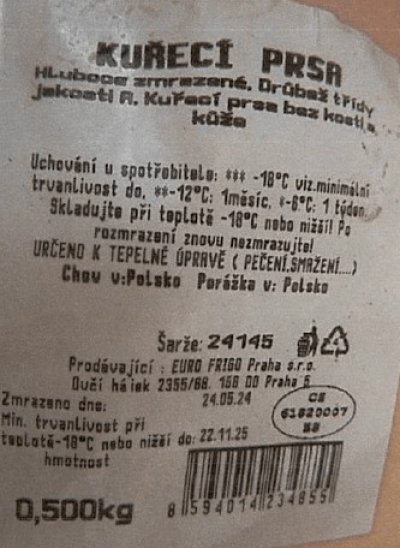 KUŘECÍ PRSA
Hluboce zmrazené. Drůbež třídy
jakosti A. Kuřecí prsa bez kosti a
kůže
Uchování u spotřebitele: *** -18°C viz.minimální
trvanlivost do, **-12°C: 1měsíc, *-6°C: 1 týden
Skladujte při teplotě -18°C nebo nižší! Po
rozmrazení znovu nezmrazujte!
URČENO K TEPELNÉ ÚPRAVĚ ( PEČENÍ,SMAŽENÍ...)
Chov v:Polsko Porážka v: Polsko
Šarže: 24145
Prodávající : EURO FRIGO Praha s.r.o.
Ovčí hájek 2355/68. 158 00 Praha
Zmrazeno dne: 24.05.24
Min. trvanlivost při
teplotě-18°C nebo nižší do: 22.11.25
hmotnost
0,500kg
8 594014 234855